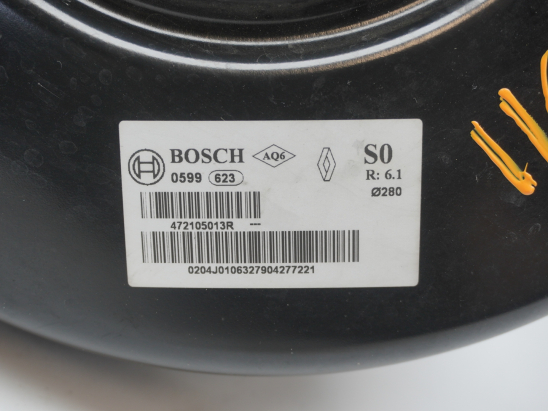 BOSCH AQ6 S0
0599 623 R: 6.1
Ø280
472105013R ---
0204J0106327904277221